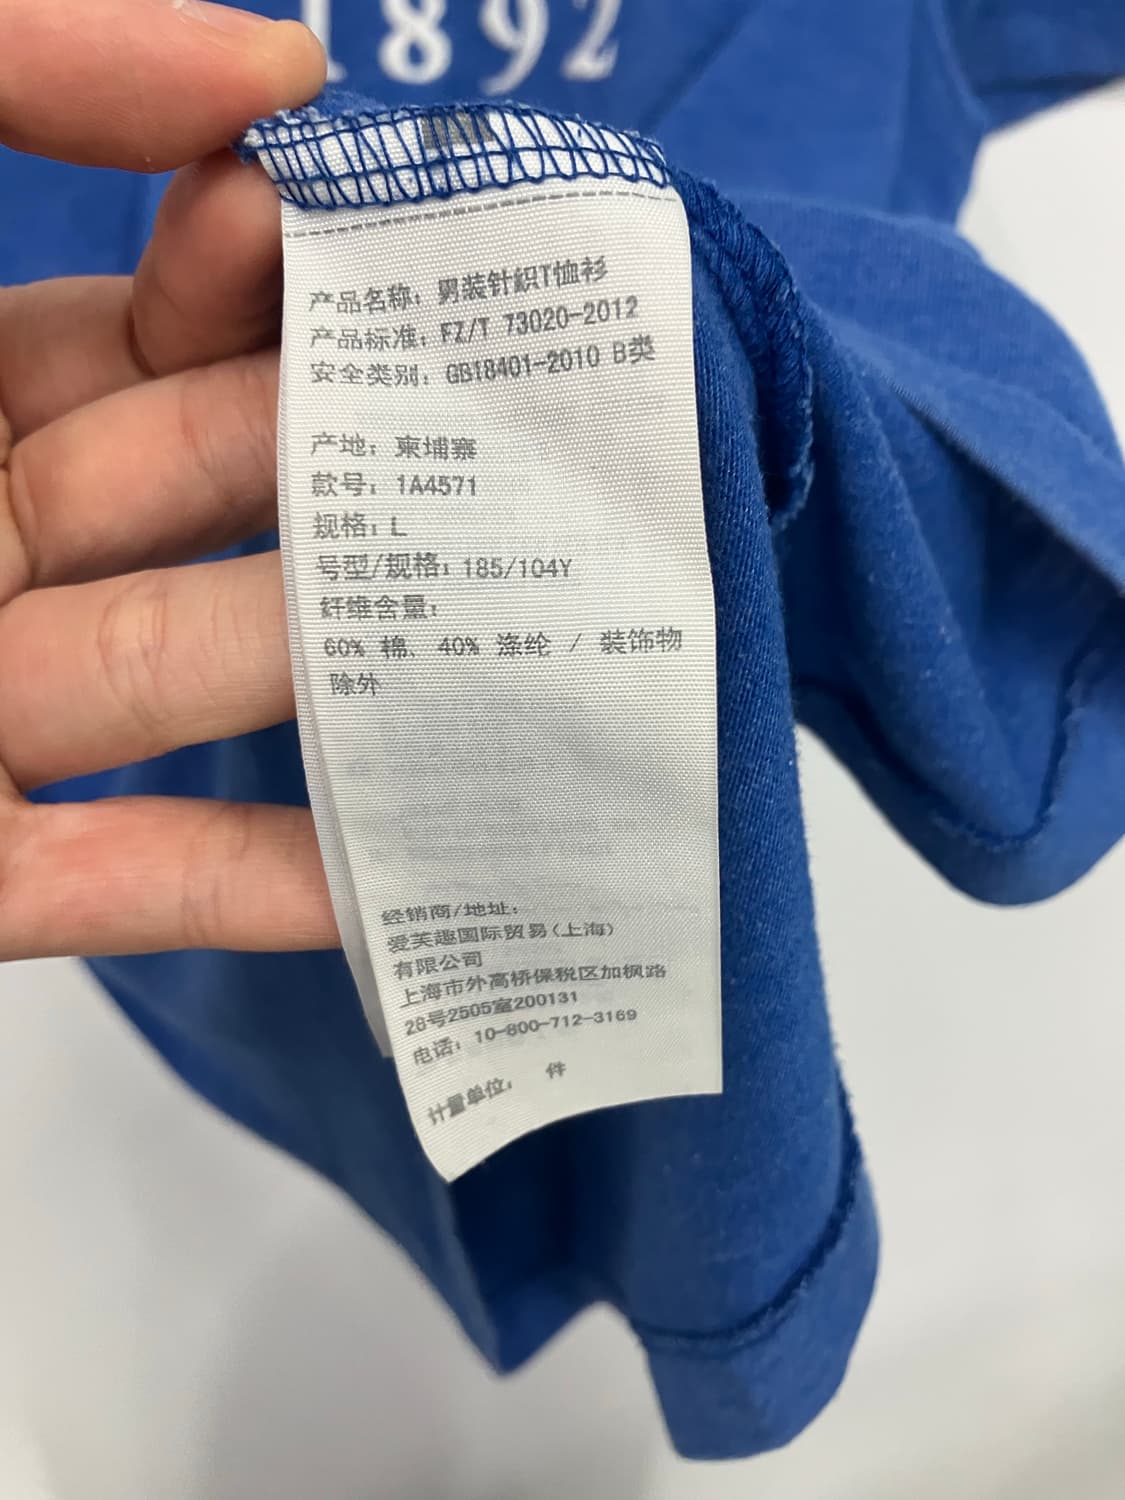 1892
产品名称：男装针织T恤衫
产品标准：FZ/T 73020-2012
安全类别：GB18401-2010 B类
产地：柬埔寨
款号：1A4571
规格：L
号型/规格：185/104Y
纤维含量：
60% 棉、40% 涤纶 / 装饰物
除外
经销商/地址：
爱芙趣国际贸易(上海)
有限公司
上海市外高桥保税区加枫路
28号2505室200131
电话：10-800-712-3169
计量单位：件